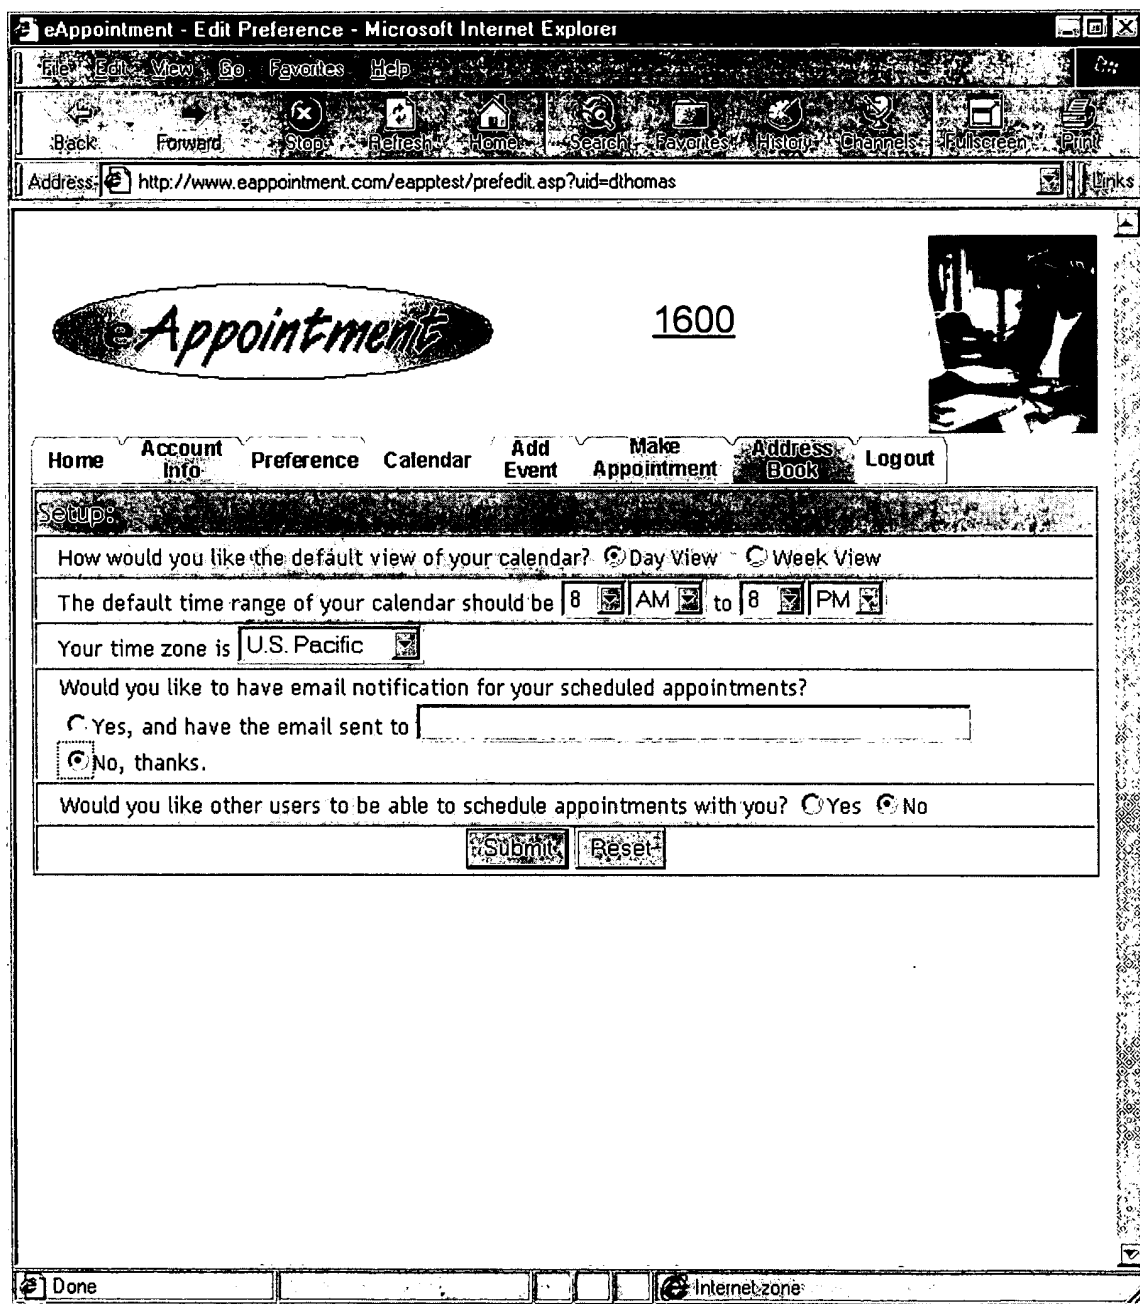 eAppointment - Edit Preference - Microsoft Internet Explorer
File Edit View Go Favorites Help
Back Forward Stop Refresh Home Search Favorites History Channels Fullscreen Print
Address http://www.eappointment.com/eapptest/prefedit.asp?uid=dthomas Links
eAppointment
1600
Home Account Info Preference Calendar Add Event Make Appointment Address Book Logout
Setup:
How would you like the default view of your calendar? Day View Week View
The default time range of your calendar should be 8 AM to 8 PM
Your time zone is U.S. Pacific
Would you like to have email notification for your scheduled appointments?
Yes, and have the email sent to
No, thanks.
Would you like other users to be able to schedule appointments with you? Yes No
Submit Reset
Done Internet zone